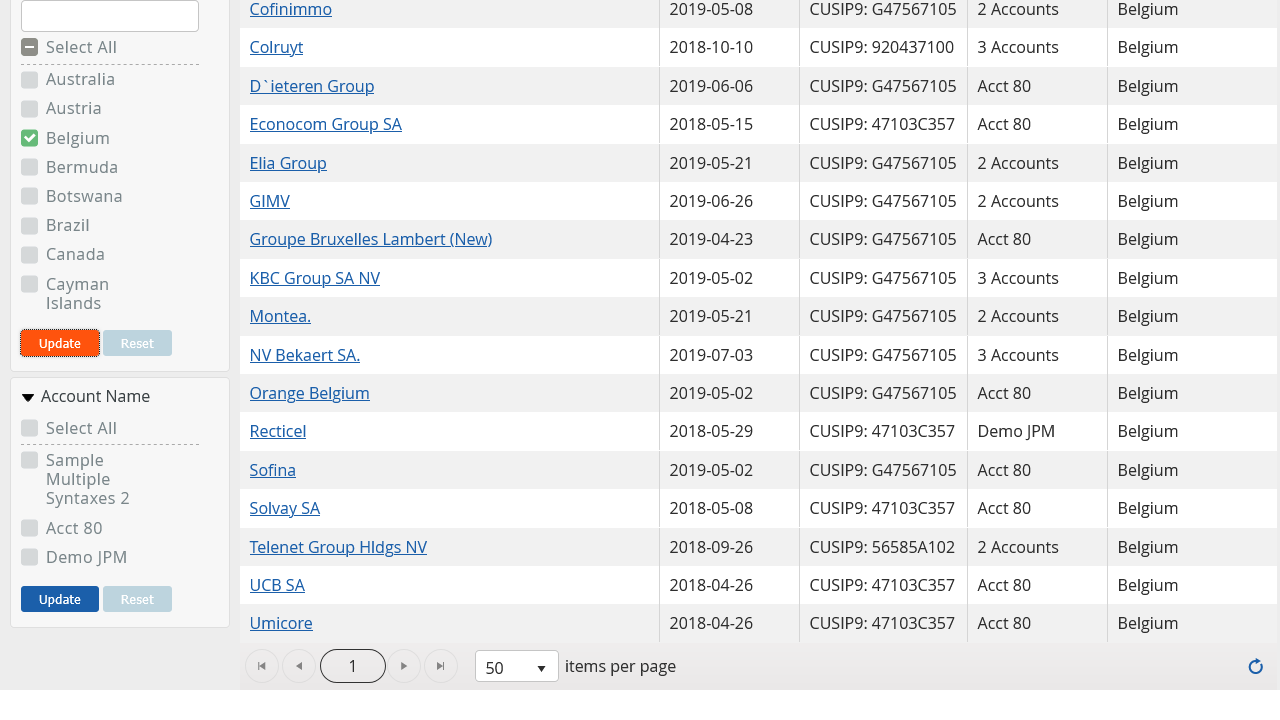 Select All
Australia
Austria
Belgium
Bermuda
Botswana
Brazil
Canada
Cayman
Islands
Update Reset
Account Name
Select All
Sample
Multiple
Syntaxes 2
Acct 80
Demo JPM
Update Reset
Cofinimmo 2019-05-08 CUSIP9: G47567105 2 Accounts Belgium
Colruyt 2018-10-10 CUSIP9: 920437100 3 Accounts Belgium
D`ieteren Group 2019-06-06 CUSIP9: G47567105 Acct 80 Belgium
Econocom Group SA 2018-05-15 CUSIP9: 47103C357 Acct 80 Belgium
Elia Group 2019-05-21 CUSIP9: G47567105 2 Accounts Belgium
GIMV 2019-06-26 CUSIP9: G47567105 2 Accounts Belgium
Groupe Bruxelles Lambert (New) 2019-04-23 CUSIP9: G47567105 Acct 80 Belgium
KBC Group SA NV 2019-05-02 CUSIP9: G47567105 3 Accounts Belgium
Montea. 2019-05-21 CUSIP9: G47567105 2 Accounts Belgium
NV Bekaert SA. 2019-07-03 CUSIP9: G47567105 3 Accounts Belgium
Orange Belgium 2019-05-02 CUSIP9: G47567105 Acct 80 Belgium
Recticel 2018-05-29 CUSIP9: 47103C357 Demo JPM Belgium
Sofina 2019-05-02 CUSIP9: G47567105 Acct 80 Belgium
Solvay SA 2018-05-08 CUSIP9: 47103C357 Acct 80 Belgium
Telenet Group Hldgs NV 2018-09-26 CUSIP9: 56585A102 2 Accounts Belgium
UCB SA 2018-04-26 CUSIP9: 47103C357 Acct 80 Belgium
Umicore 2018-04-26 CUSIP9: 47103C357 Acct 80 Belgium
1 50 items per page